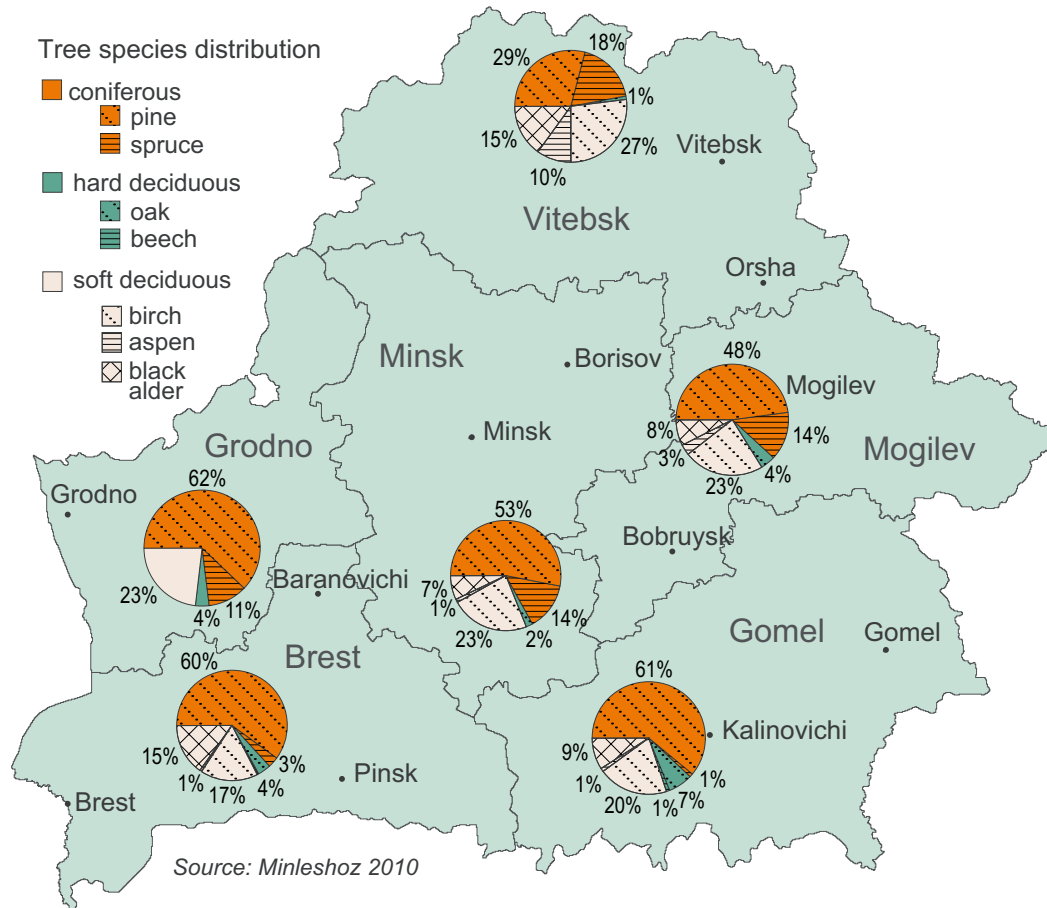 Tree species distribution
coniferous
pine
spruce
hard deciduous
oak
beech
soft deciduous
birch
aspen
black
alder
29%
18%
1%
27%
10%
15%
Vitebsk
Vitebsk
Orsha
Minsk
Borisov
Minsk
48%
Mogilev
8%
14%
3%
23%
4%
Mogilev
Grodno
62%
Grodno
23%
4%
11%
53%
7%
1%
23%
2%
14%
Bobruysk
Baranovichi
Brest
60%
15%
1%
17%
4%
3%
Pinsk
Brest
Gomel
Gomel
61%
Kalinovichi
9%
1%
20%
1%
7%
1%
Source: Minleshoz 2010